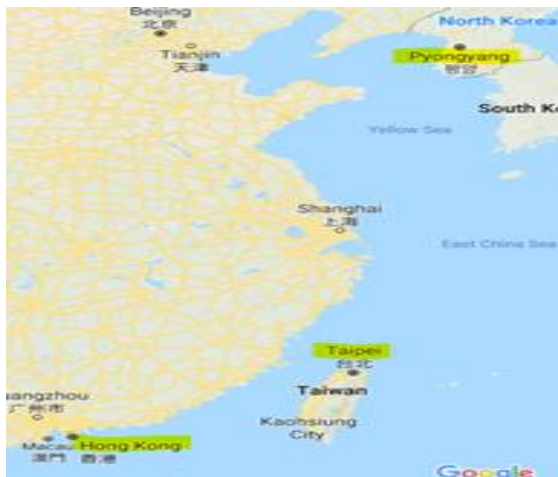 Beijing
北京
Tianjin
天津
North Korea
Pyongyang
평양
South Ko
Yellow Sea
Shanghai
上海
East China Sea
Taipei
台北
Taiwan
Kaohsiung
City
uangzhou
广州市
Macau
澳門
Hong Kong
香港
Google